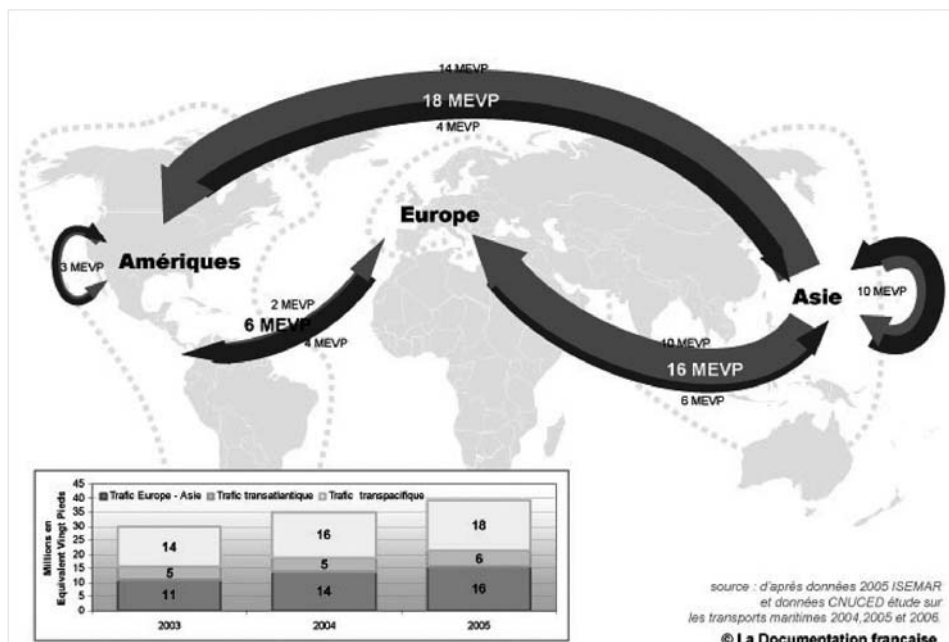 14 MEVP
18 MEVP
4 MEVP
Europe
Amériques
3 MEVP
2 MEVP
6 MEVP
4 MEVP
Asie
10 MEVP
10 MEVP
16 MEVP
6 MEVP
Millions en
Equivalent Vingt Pieds
45
40
35
30
25
20
15
10
5
0
Trafic Europe - Asie Trafic transatlantique Trafic transpacifique
14
5
11
16
5
14
18
6
16
2003 2004 2005
source : d'après données 2005 ISEMAR
et données CNUCED étude sur
les transports maritimes 2004,2005 et 2006.
© La Documentation française